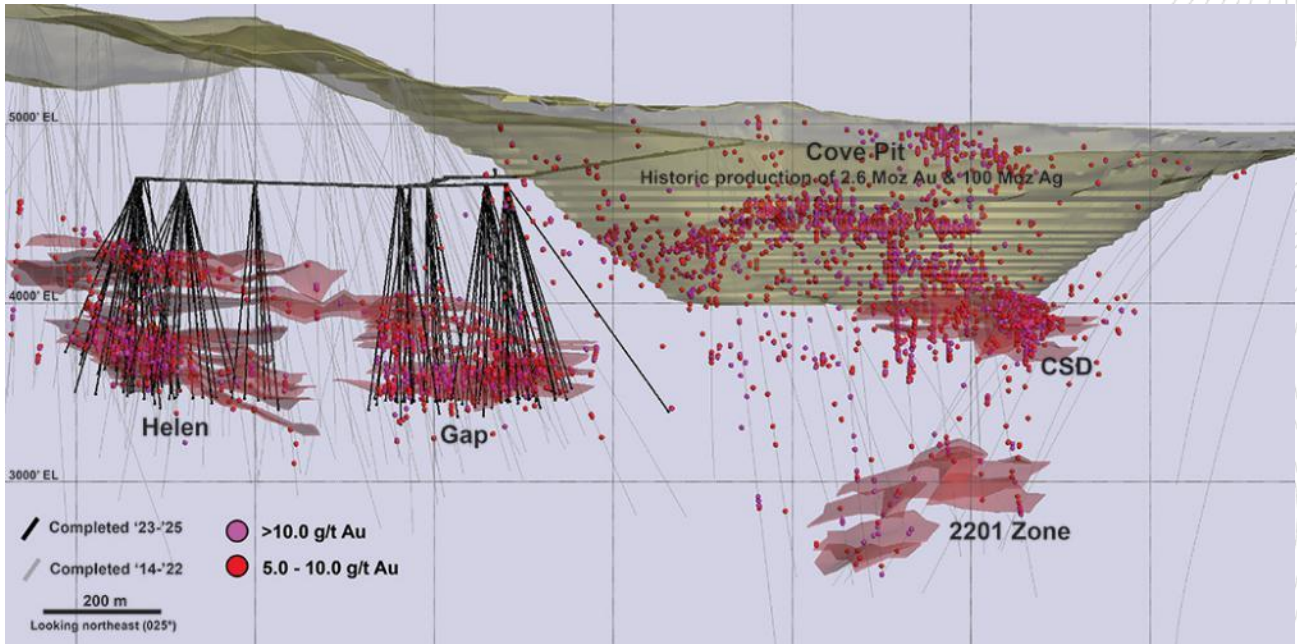 5000' EL
Cove Pit
Historic production of 2.6 Moz Au & 100 Moz Ag
4000' EL
CSD
Helen
Gap
3000' EL
2201 Zone
Completed '23-'25
>10.0 g/t Au
Completed '14-'22
5.0 - 10.0 g/t Au
200 m
Looking northeast (025°)